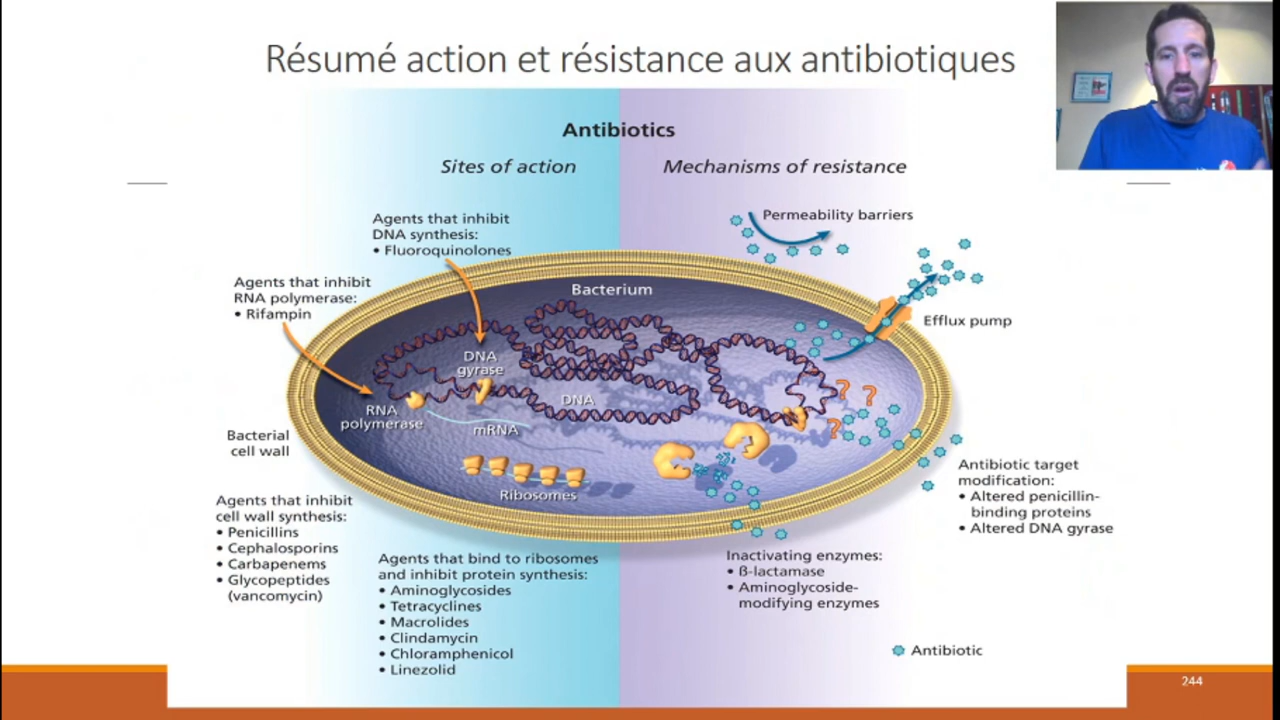 Résumé action et résistance aux antibiotiques
Antibiotics
Sites of action
Mechanisms of resistance
Agents that inhibit
DNA synthesis:
• Fluoroquinolones
Permeability barriers
Agents that inhibit
RNA polymerase:
• Rifampin
Bacterium
Efflux pump
DNA
gyrase
DNA
RNA
polymerase
mRNA
? ? ?
Bacterial
cell wall
Ribosomes
Antibiotic target
modification:
• Altered penicillin-
binding proteins
• Altered DNA gyrase
Agents that inhibit
cell wall synthesis:
• Penicillins
• Cephalosporins
• Carbapenems
• Glycopeptides
(vancomycin)
Agents that bind to ribosomes
and inhibit protein synthesis:
• Aminoglycosides
• Tetracyclines
• Macrolides
• Clindamycin
• Chloramphenicol
• Linezolid
Inactivating enzymes:
• ß-lactamase
• Aminoglycoside-
modifying enzymes
Antibiotic
244